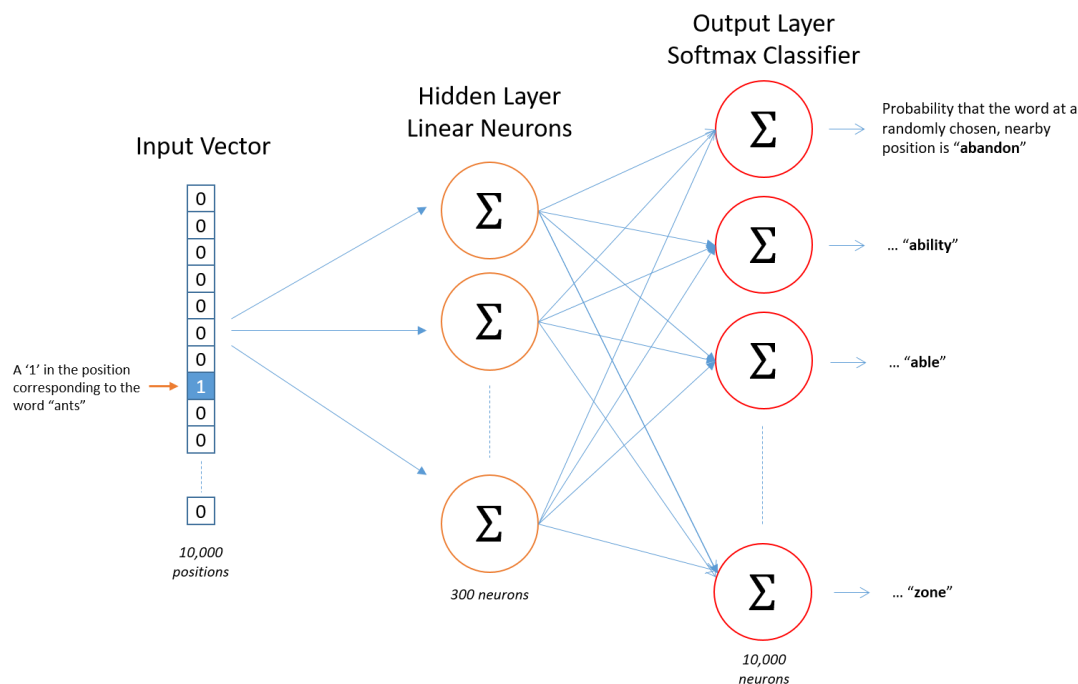 Output Layer
Softmax Classifier
Hidden Layer
Linear Neurons
Input Vector
0
0
0
0
0
0
0
1
0
0
0
A ‘1’ in the position
corresponding to the
word “ants”
10,000
positions
Σ
Σ
Σ
300 neurons
Σ
Σ
Σ
Σ
10,000
neurons
Probability that the word at a
randomly chosen, nearby
position is “abandon”
... “ability”
... “able”
... “zone”